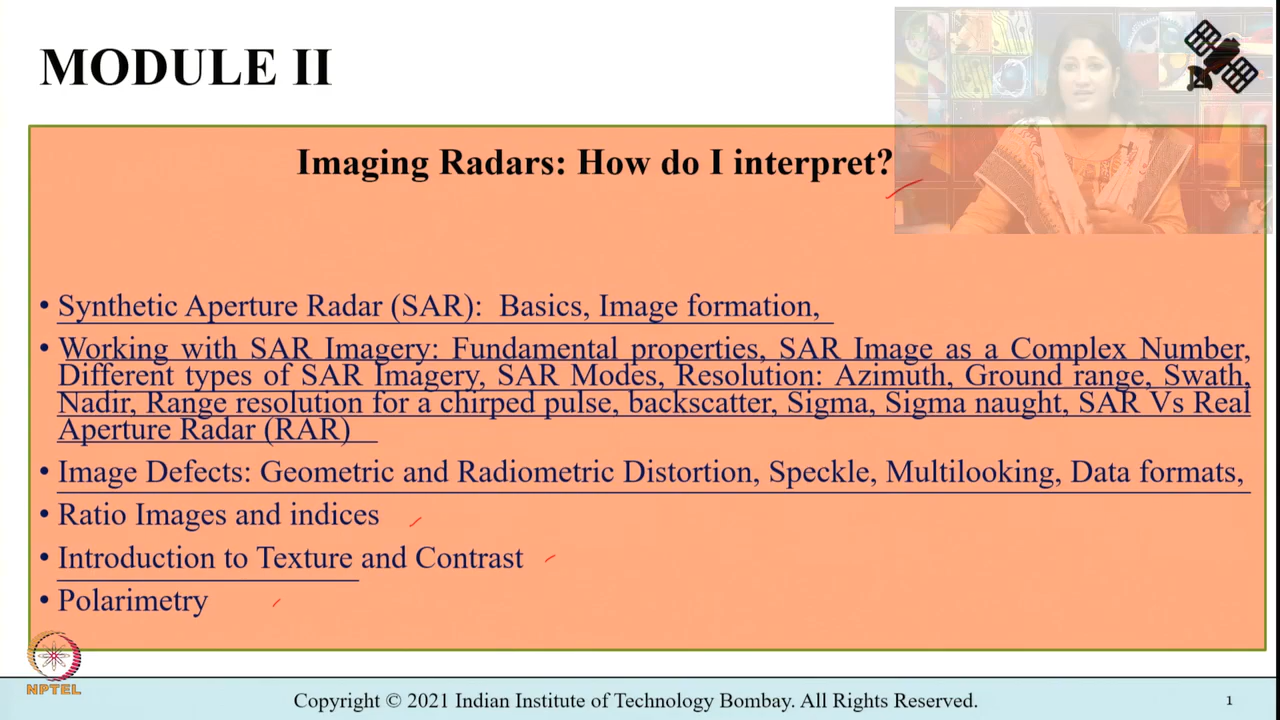 MODULE II
Imaging Radars: How do I interpret?
• Synthetic Aperture Radar (SAR): Basics, Image formation,
• Working with SAR Imagery: Fundamental properties, SAR Image as a Complex Number,
Different types of SAR Imagery, SAR Modes, Resolution: Azimuth, Ground range, Swath,
Nadir, Range resolution for a chirped pulse, backscatter, Sigma, Sigma naught, SAR Vs Real
Aperture Radar (RAR)
• Image Defects: Geometric and Radiometric Distortion, Speckle, Multilooking, Data formats,
• Ratio Images and indices
• Introduction to Texture and Contrast
• Polarimetry
NPTEL
Copyright © 2021 Indian Institute of Technology Bombay. All Rights Reserved.
1